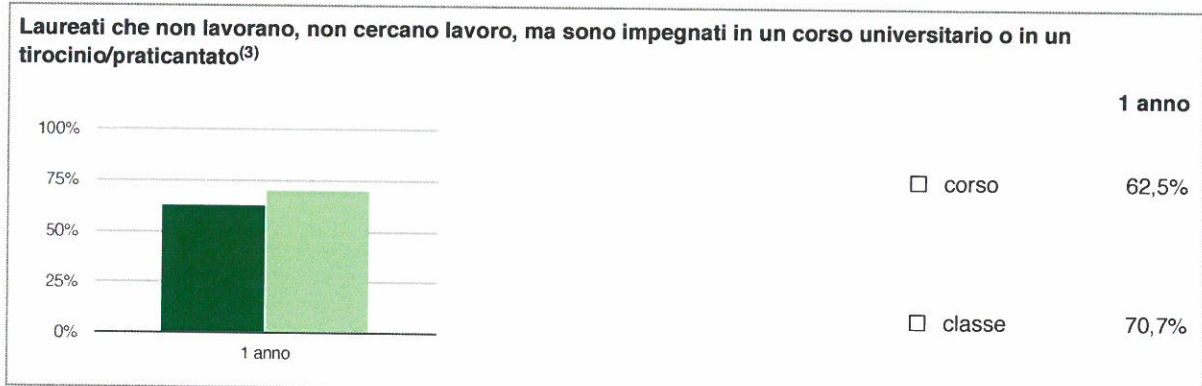 Laureati che non lavorano, non cercano lavoro, ma sono impegnati in un corso universitario o in un
tirocinio/praticantato(3)
1 anno
100%
75%
50%
25%
0%
1 anno
corso 62,5%
classe 70,7%